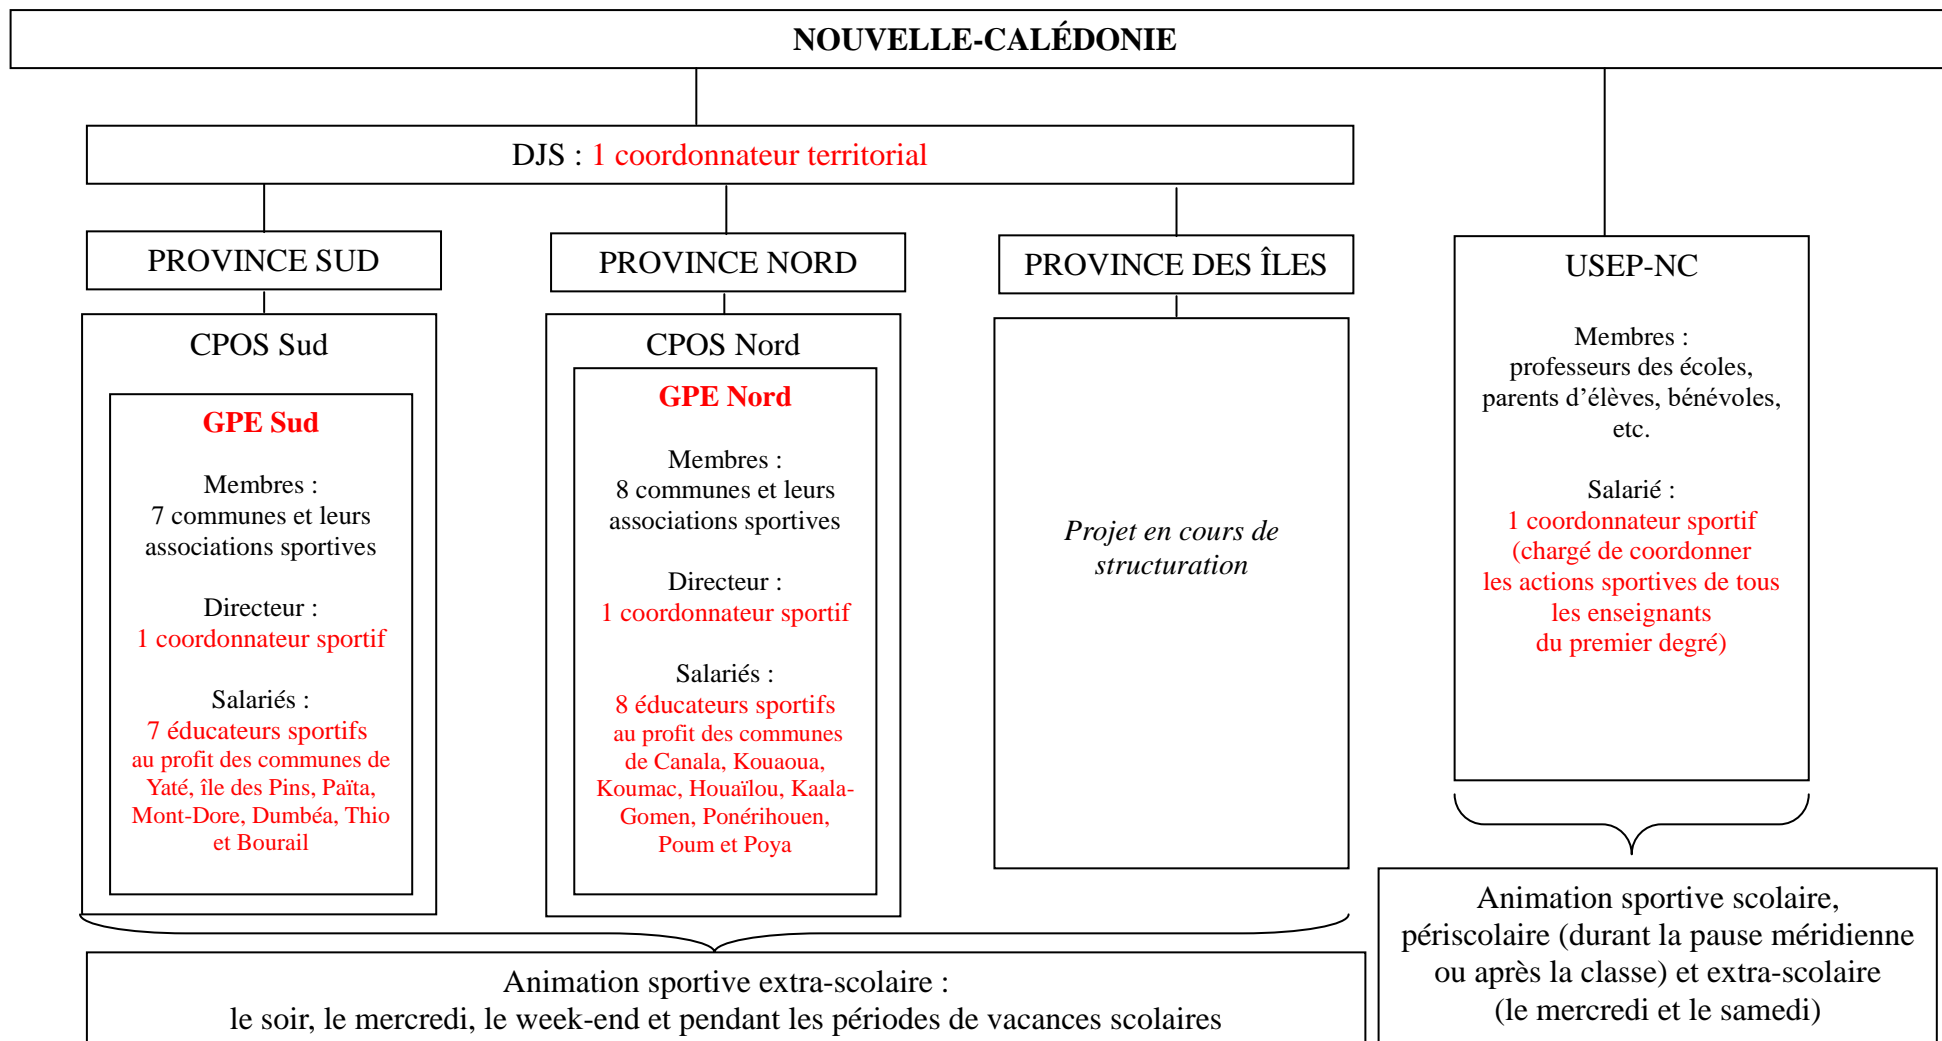 NOUVELLE-CALÉDONIE
DJS : 1 coordonnateur territorial
PROVINCE SUD
PROVINCE NORD
PROVINCE DES ÎLES
CPOS Sud
GPE Sud
Membres :
7 communes et leurs
associations sportives
Directeur :
1 coordonnateur sportif
Salariés :
7 éducateurs sportifs
au profit des communes de
Yaté, île des Pins, Païta,
Mont-Dore, Dumbéa, Thio
et Bourail
CPOS Nord
GPE Nord
Membres :
8 communes et leurs
associations sportives
Directeur :
1 coordonnateur sportif
Salariés :
8 éducateurs sportifs
au profit des communes
de Canala, Kouaoua,
Koumac, Houaïlou, Kaala-
Gomen, Ponérihouen,
Poum et Poya
Projet en cours de
structuration
USEP-NC
Membres :
professeurs des écoles,
parents d’élèves, bénévoles,
etc.
Salarié :
1 coordonnateur sportif
(chargé de coordonner
les actions sportives de tous
les enseignants
du premier degré)
Animation sportive extra-scolaire :
le soir, le mercredi, le week-end et pendant les périodes de vacances scolaires
Animation sportive scolaire,
périscolaire (durant la pause méridienne
ou après la classe) et extra-scolaire
(le mercredi et le samedi)